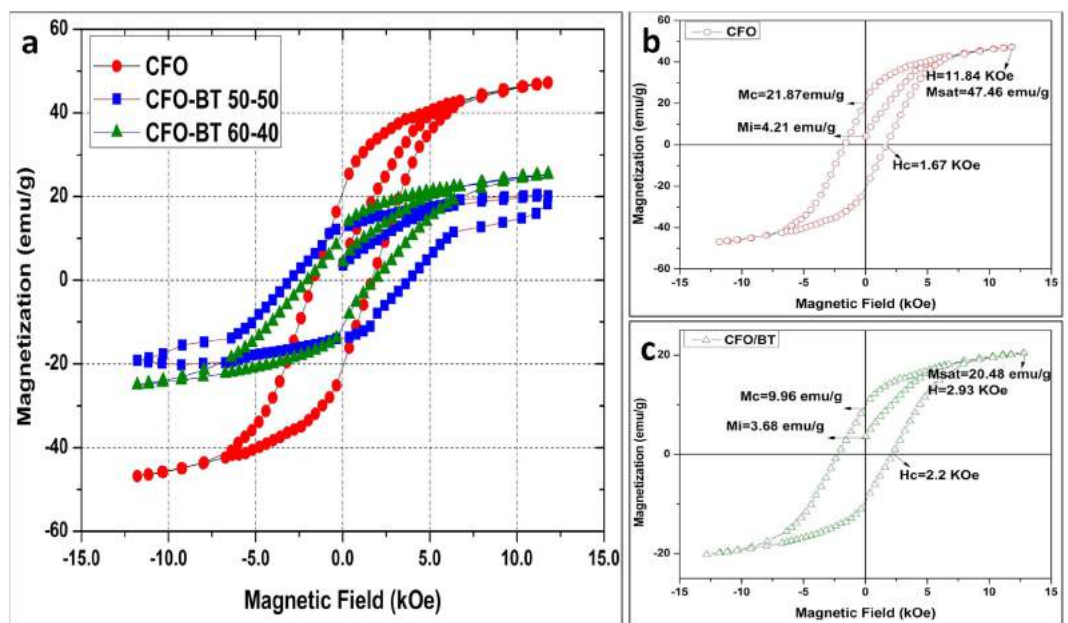 a
CFO
CFO-BT 50-50
CFO-BT 60-40
Magnetization (emu/g)
60
40
20
0
-20
-40
-60
15.0
-10.0
-5.0
0.0
5.0
10.0
15.0
Magnetic Field (kOe)
b
CFO
Magnetization (emu/g)
60
40
20
0
-20
-40
-60
H=11.84 KOe
Msat=47.46 emu/g
Mc=21.87emu/g
Mi=4.21 emu/g
Hc=1.67 KOe
-15
-10
-5
0
5
10
15
Magnetic Field (kOe)
c
CFO/BT
Magnetization (emu/g)
20
0
-20
Msat=20.48 emu/g
H=2.93 KOe
Mc=9.96 emu/g
Mi=3.68 emu/g
Hc=2.2 KOe
-15
-10
-5
0
5
10
15
Magnetic Field (kOe)